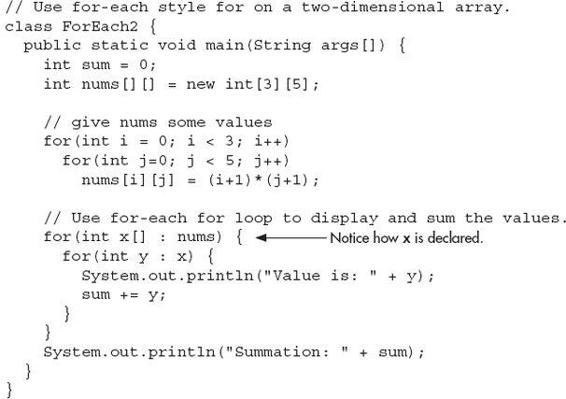 // Use for-each style for on a two-dimensional array.
class ForEach2 {
  public static void main(String args[]) {
    int sum = 0;
    int nums[][] = new int[3][5];

    // give nums some values
    for(int i = 0; i < 3; i++)
      for(int j=0; j < 5; j++)
        nums[i][j] = (i+1)*(j+1);

    // Use for-each for loop to display and sum the values.
    for(int x[] : nums) { Notice how x is declared.
      for(int y : x) {
        System.out.println("Value is: " + y);
        sum += y;
      }
    }
    System.out.println("Summation: " + sum);
  }
}